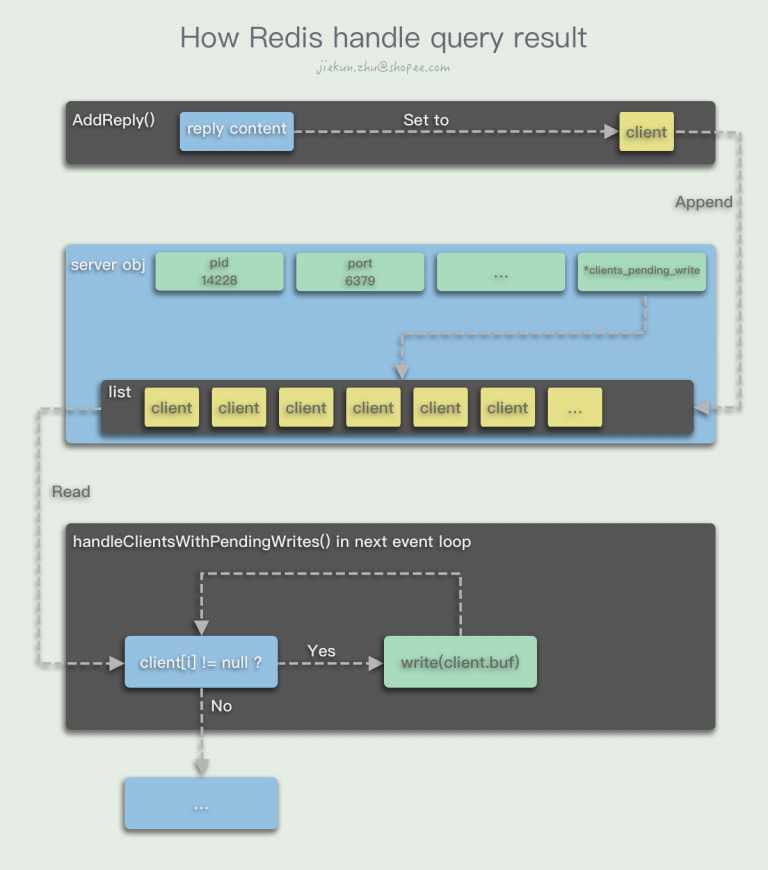 How Redis handle query result
jiekun.zhu@shopee.com
AddReply()
reply content
Set to
client
Append
server obj
pid
14228
port
6379
...
*clients_pending_write
list
client
client
client
client
client
client
...
Read
handleClientsWithPendingWrites() in next event loop
client[i] != null ?
Yes
write(client.buf)
No
...